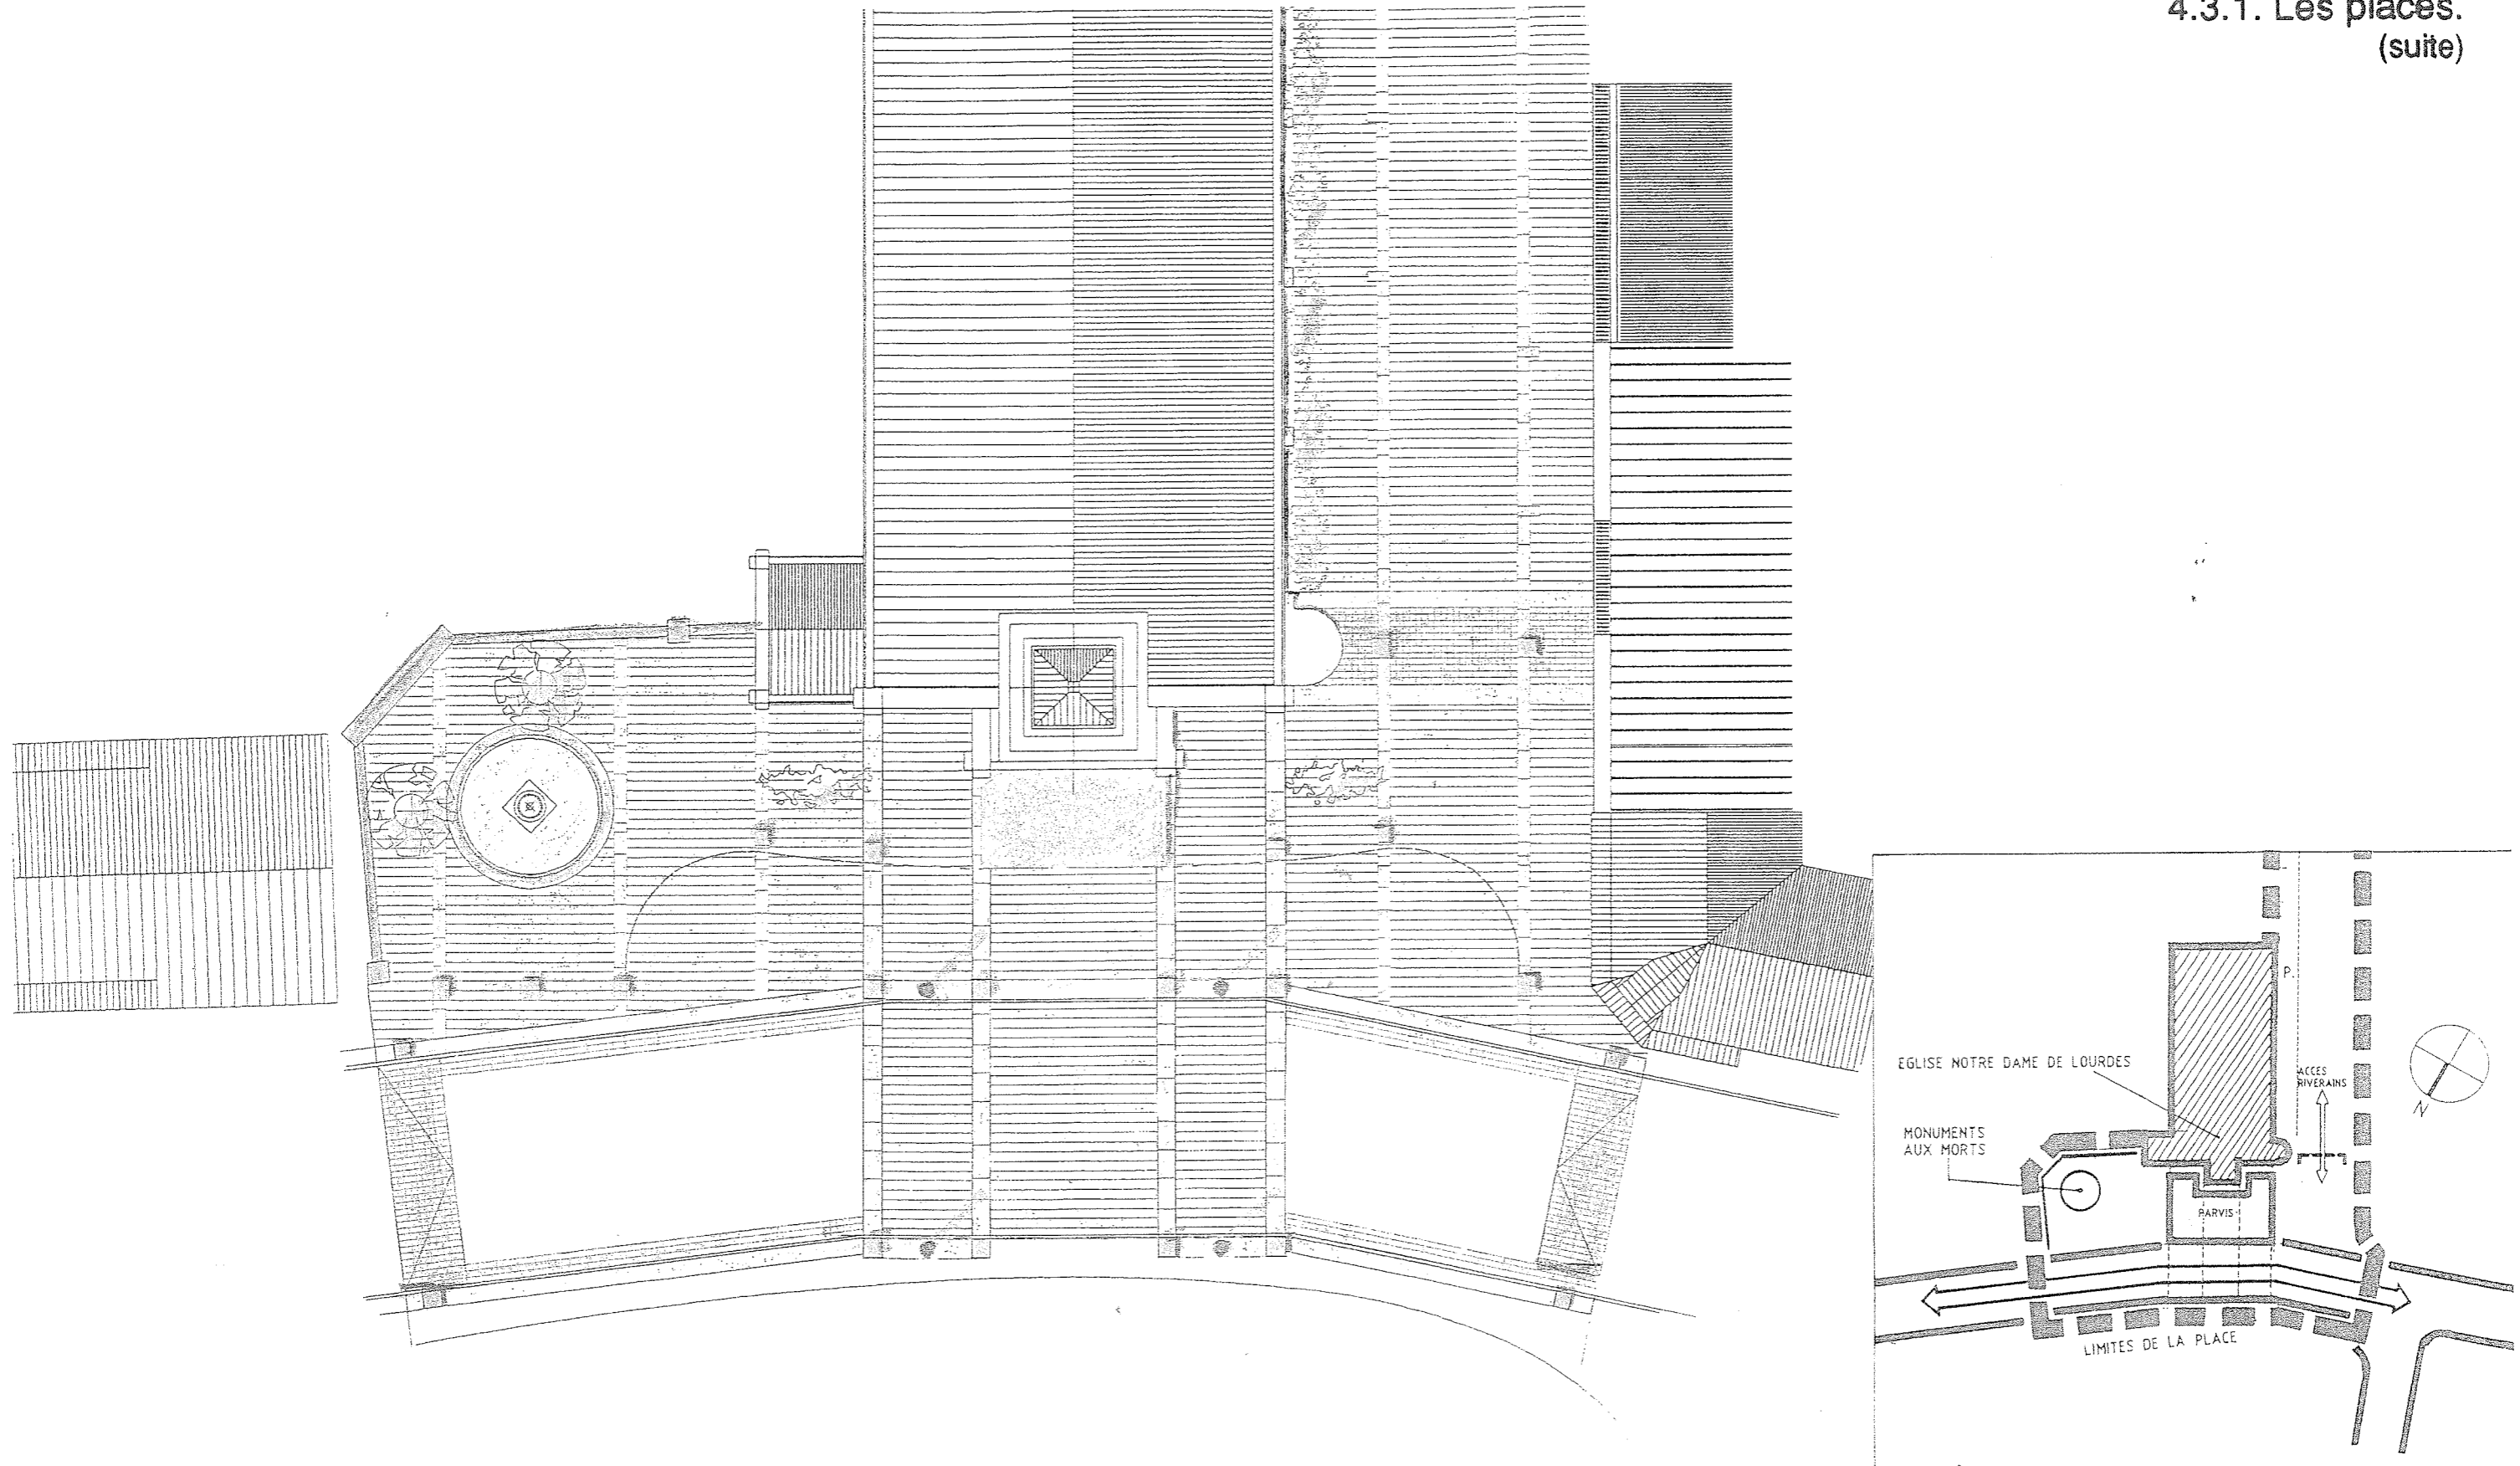 4.3.1. Les places.
(suite)
P.
EGLISE NOTRE DAME DE LOURDES
ACCES
RIVERAINS
N
MONUMENTS
AUX MORTS
PARVIS
LIMITES DE LA PLACE